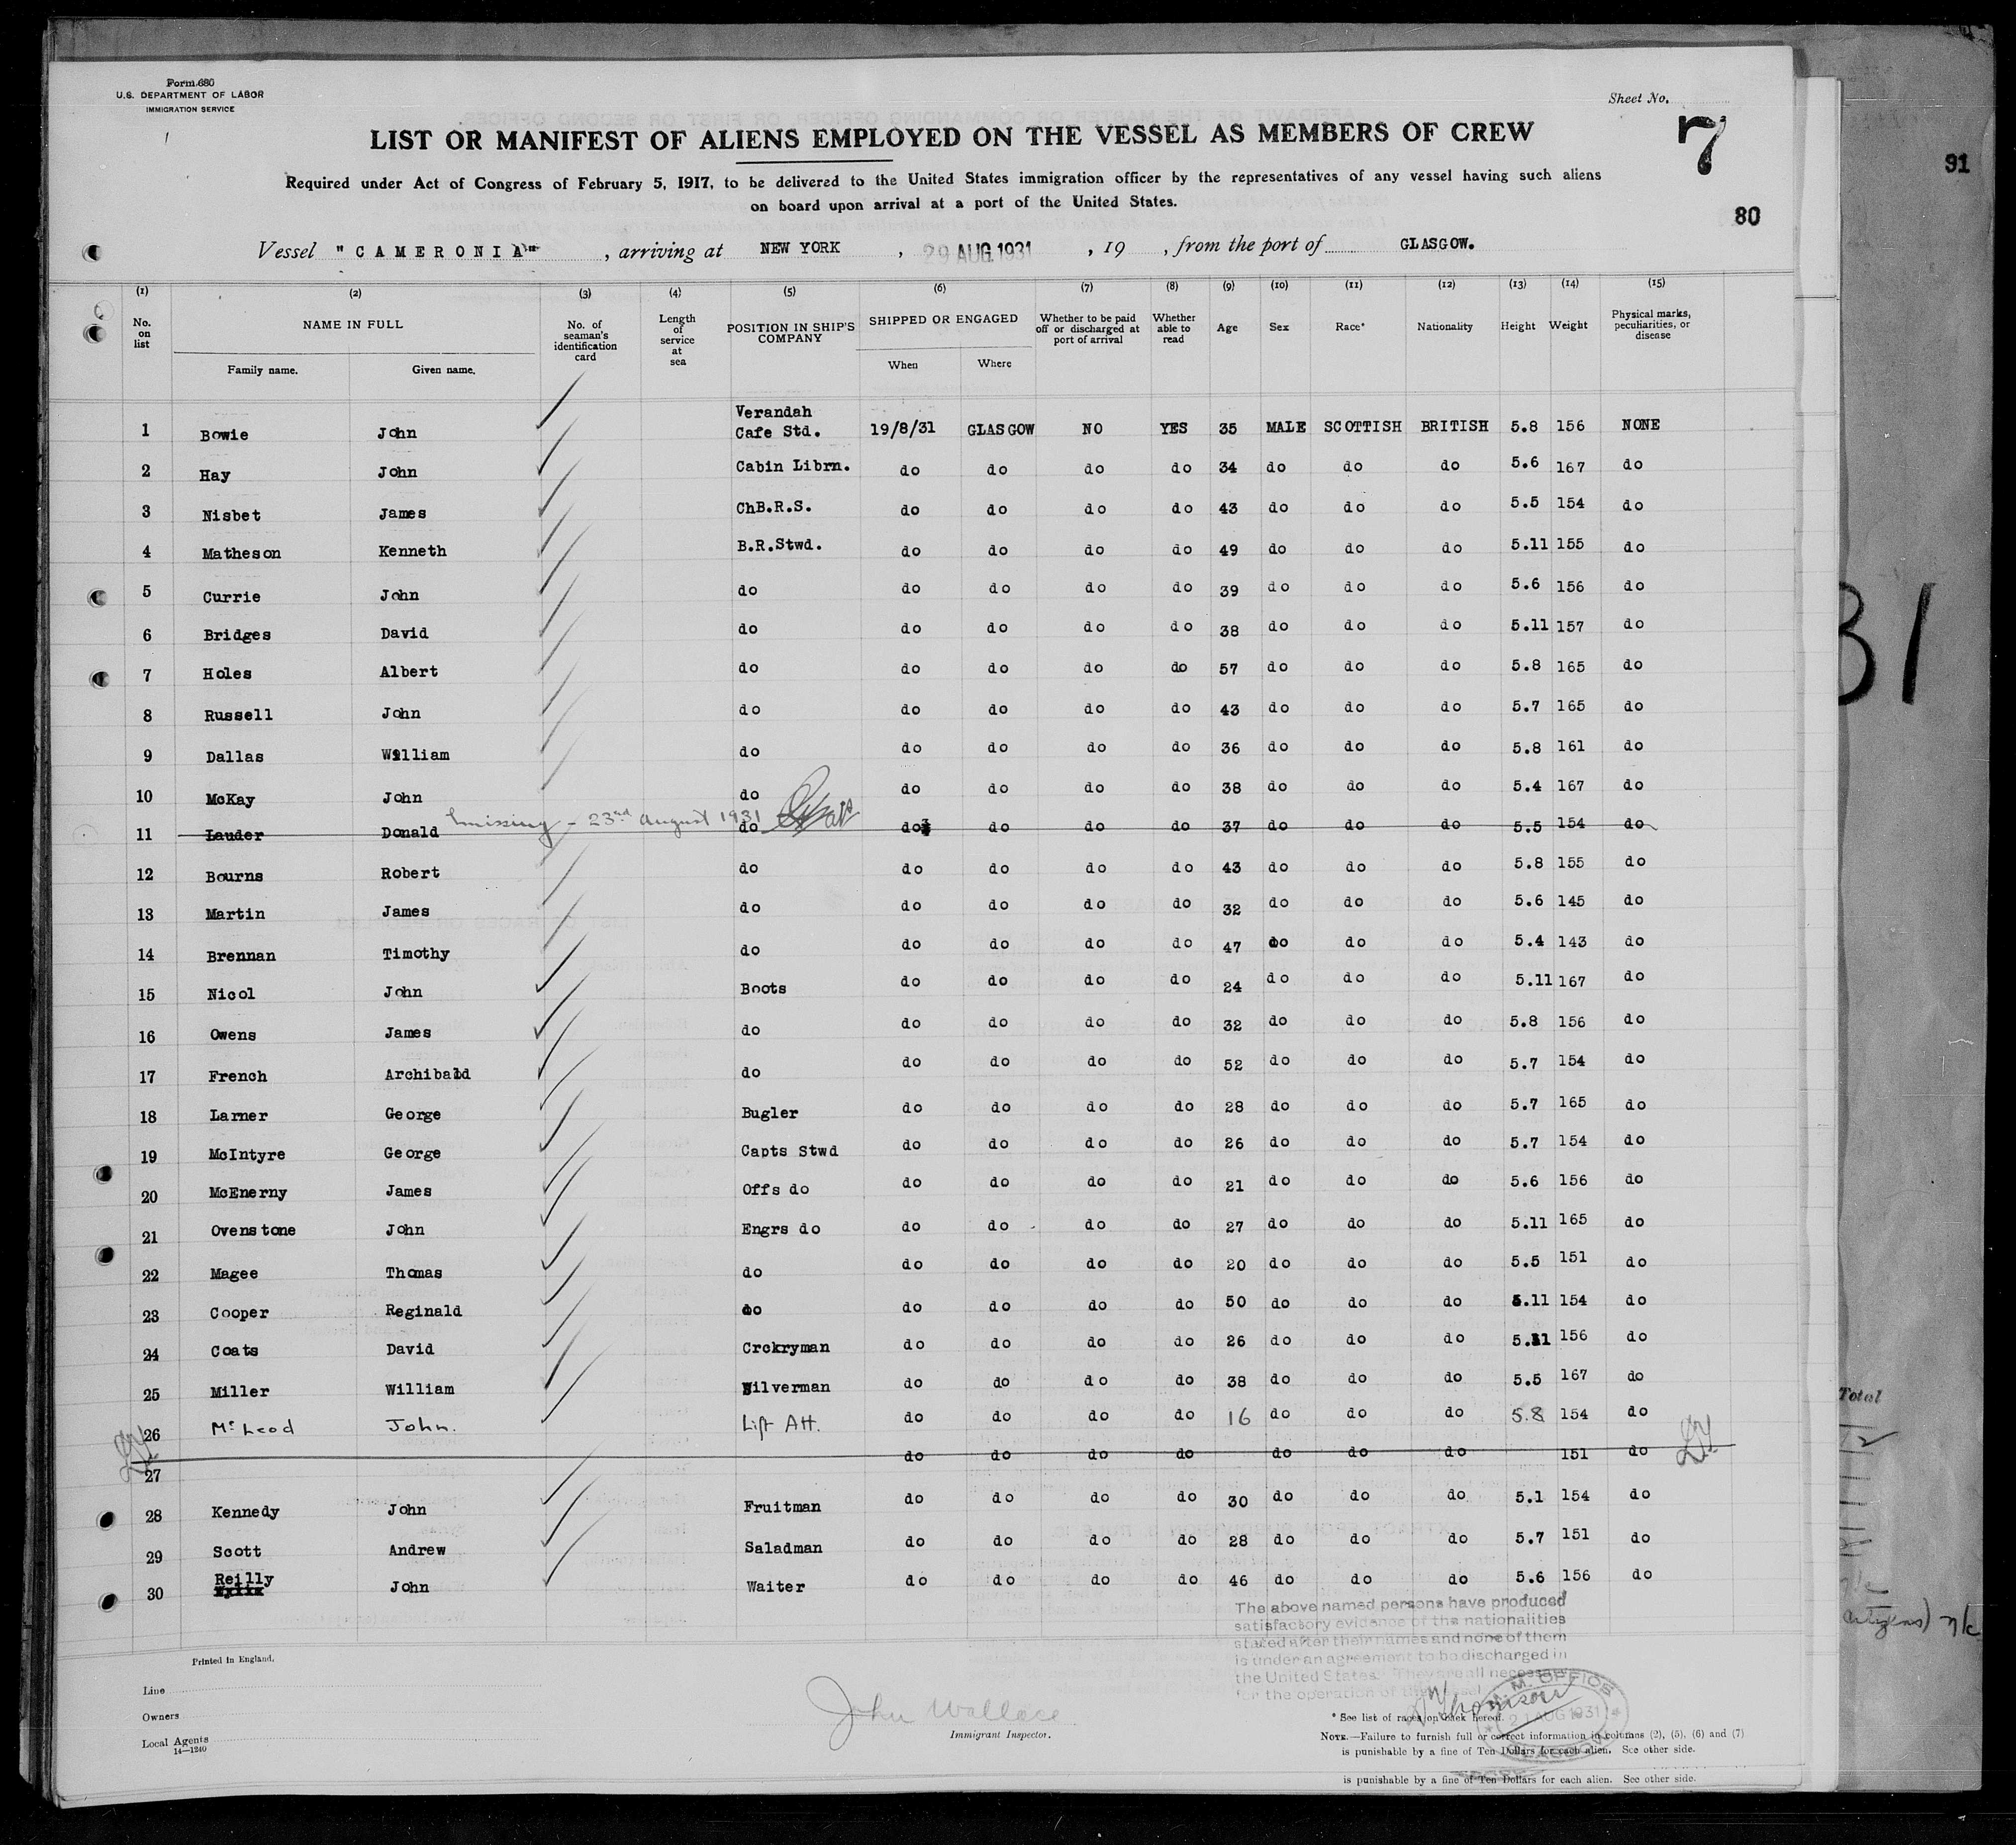 Form 680
U.S. DEPARTMENT OF LABOR
IMMIGRATION SERVICE
Sheet No.
7
91
80
LIST OR MANIFEST OF ALIENS EMPLOYED ON THE VESSEL AS MEMBERS OF CREW
Required under Act of Congress of February 5, 1917, to be delivered to the United States immigration officer by the representatives of any vessel having such aliens
on board upon arrival at a port of the United States.
Vessel "CAMERONIA" , arriving at NEW YORK , 29 AUG 1931 , 19 , from the port of GLASGOW.
(1) (2) (3) (4) (5) (6) (7) (8) (9) (10) (11) (12) (13) (14) (15)
No. on list NAME IN FULL Family name. Given name. No. of seaman's identification card Length of service at sea POSITION IN SHIP'S COMPANY SHIPPED OR ENGAGED When Where Whether to be paid off or discharged at port of arrival Whether able to read Age Sex Race* Nationality Height Weight Physical marks, peculiarities, or disease
1 Bowie John Verandah Cafe Std. 19/8/31 GLASGOW NO YES 35 MALE SCOTTISH BRITISH 5.8 156 NONE
2 Hay John Cabin Librn. do do do do 34 do do do 5.6 167 do
3 Nisbet James ChB.R.S. do do do do 43 do do do 5.5 154 do
4 Matheson Kenneth B.R.Stwd. do do do do 49 do do do 5.11 155 do
5 Currie John do do do do do 39 do do do 5.6 156 do
6 Bridges David do do do do do 38 do do do 5.11 157 do
7 Holes Albert do do do do do 57 do do do 5.8 165 do
8 Russell John do do do do do 43 do do do 5.7 165 do
9 Dallas William do do do do do 36 do do do 5.8 161 do
10 McKay John do do do do do 38 do do do 5.4 167 do
missing - 23rd August 1931
11 Lauder Donald do do do do do 37 do do do 5.5 154 do
12 Bourns Robert do do do do do 43 do do do 5.8 155 do
13 Martin James do do do do do 32 do do do 5.6 145 do
14 Brennan Timothy do do do do do 47 do do do 5.4 143 do
15 Nicol John Boots do do do do 24 do do do 5.11 167 do
16 Owens James do do do do do 32 do do do 5.8 156 do
17 French Archibald do do do do do 52 do do do 5.7 154 do
18 Larner George Bugler do do do do 28 do do do 5.7 165 do
19 McIntyre George Capts Stwd do do do do 26 do do do 5.7 154 do
20 McEnerny James Offs do do do do do 21 do do do 5.6 156 do
21 Ovenstone John Engrs do do do do do 27 do do do 5.11 165 do
22 Magee Thomas do do do do do 20 do do do 5.5 151 do
23 Cooper Reginald do do do do do 50 do do do 5.11 154 do
24 Coats David Crckryman do do do do 26 do do do 5.11 156 do
25 Miller William Silverman do do do do 38 do do do 5.5 167 do
26 McLeod John. Lift Att. do do do do 16 do do do 5.8 154 do
27 do do do do do do do 151 do
28 Kennedy John Fruitman do do do do 30 do do do 5.1 154 do
29 Scott Andrew Saladman do do do do 28 do do do 5.7 151 do
30 Reilly John Waiter do do do do 46 do do do 5.6 156 do
The above named persons have produced
satisfactory evidence of the nationalities
stated after their names and none of them
is under an agreement to be discharged in
the United States. They are all necessary
for the operation of the vessel
Printed in England.
Line
Owners
Local Agents
14—1240
John Wallace
Immigrant Inspector.
M. M. OFFICE
21 AUG 1931
GLASGOW
* See list of races on back hereof.
NOTE.—Failure to furnish full or correct information in columns (2), (5), (6) and (7)
is punishable by a fine of Ten Dollars for each alien. See other side.
is punishable by a fine of Ten Dollars for each alien. See other side.
31
Total